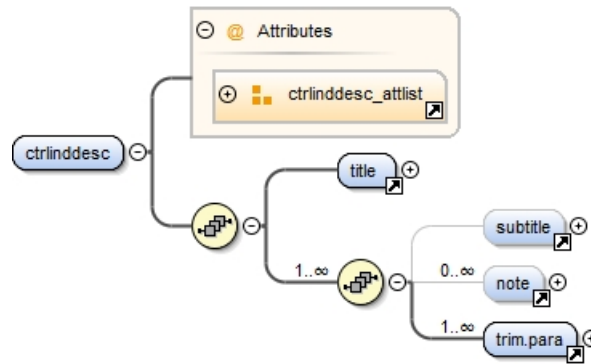 @ Attributes
ctrlinddesc_attlist
ctrlinddesc
title
subtitle
1..∞
0..∞
note
1..∞
trim.para